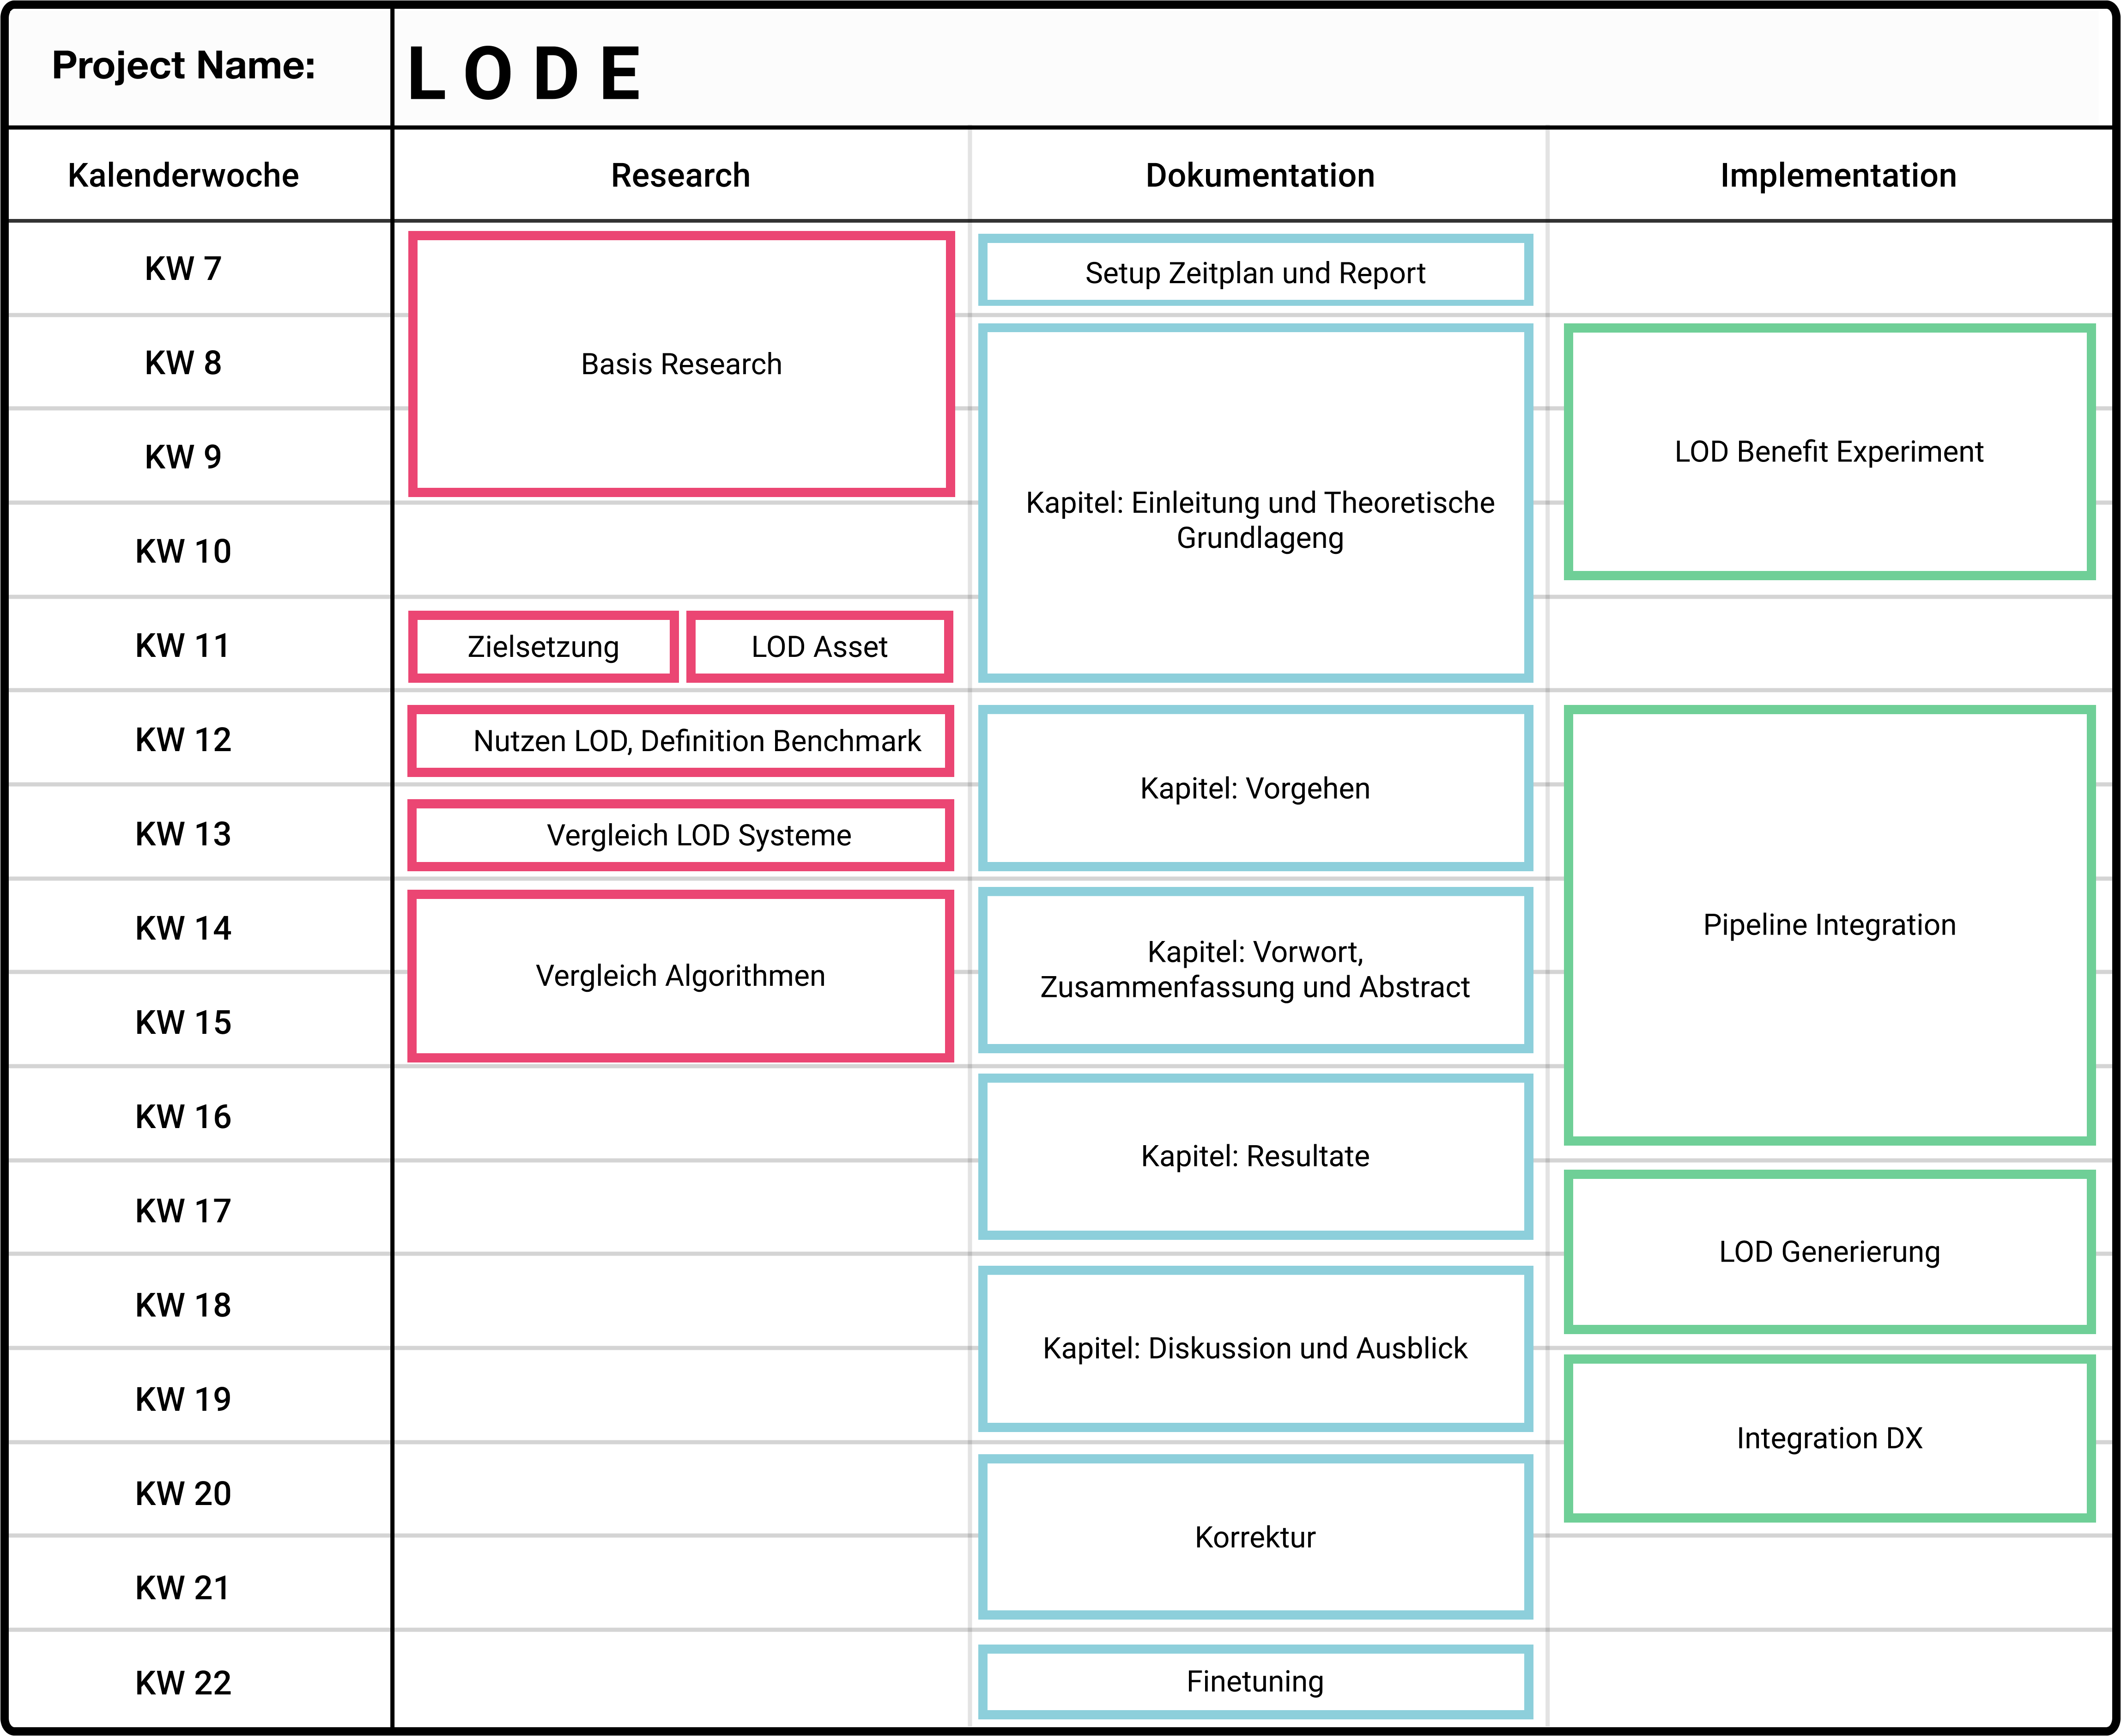 Project Name:
L O D E
Kalenderwoche
Research
Dokumentation
Implementation
KW 7
Basis Research
Setup Zeitplan und Report
KW 8
Kapitel: Einleitung und Theoretische
Grundlageng
LOD Benefit Experiment
KW 9
KW 10
KW 11
Zielsetzung
LOD Asset
KW 12
Nutzen LOD, Definition Benchmark
Kapitel: Vorgehen
Pipeline Integration
KW 13
Vergleich LOD Systeme
KW 14
Vergleich Algorithmen
Kapitel: Vorwort,
Zusammenfassung und Abstract
KW 15
KW 16
Kapitel: Resultate
KW 17
LOD Generierung
KW 18
Kapitel: Diskussion und Ausblick
KW 19
Integration DX
KW 20
Korrektur
KW 21
KW 22
Finetuning